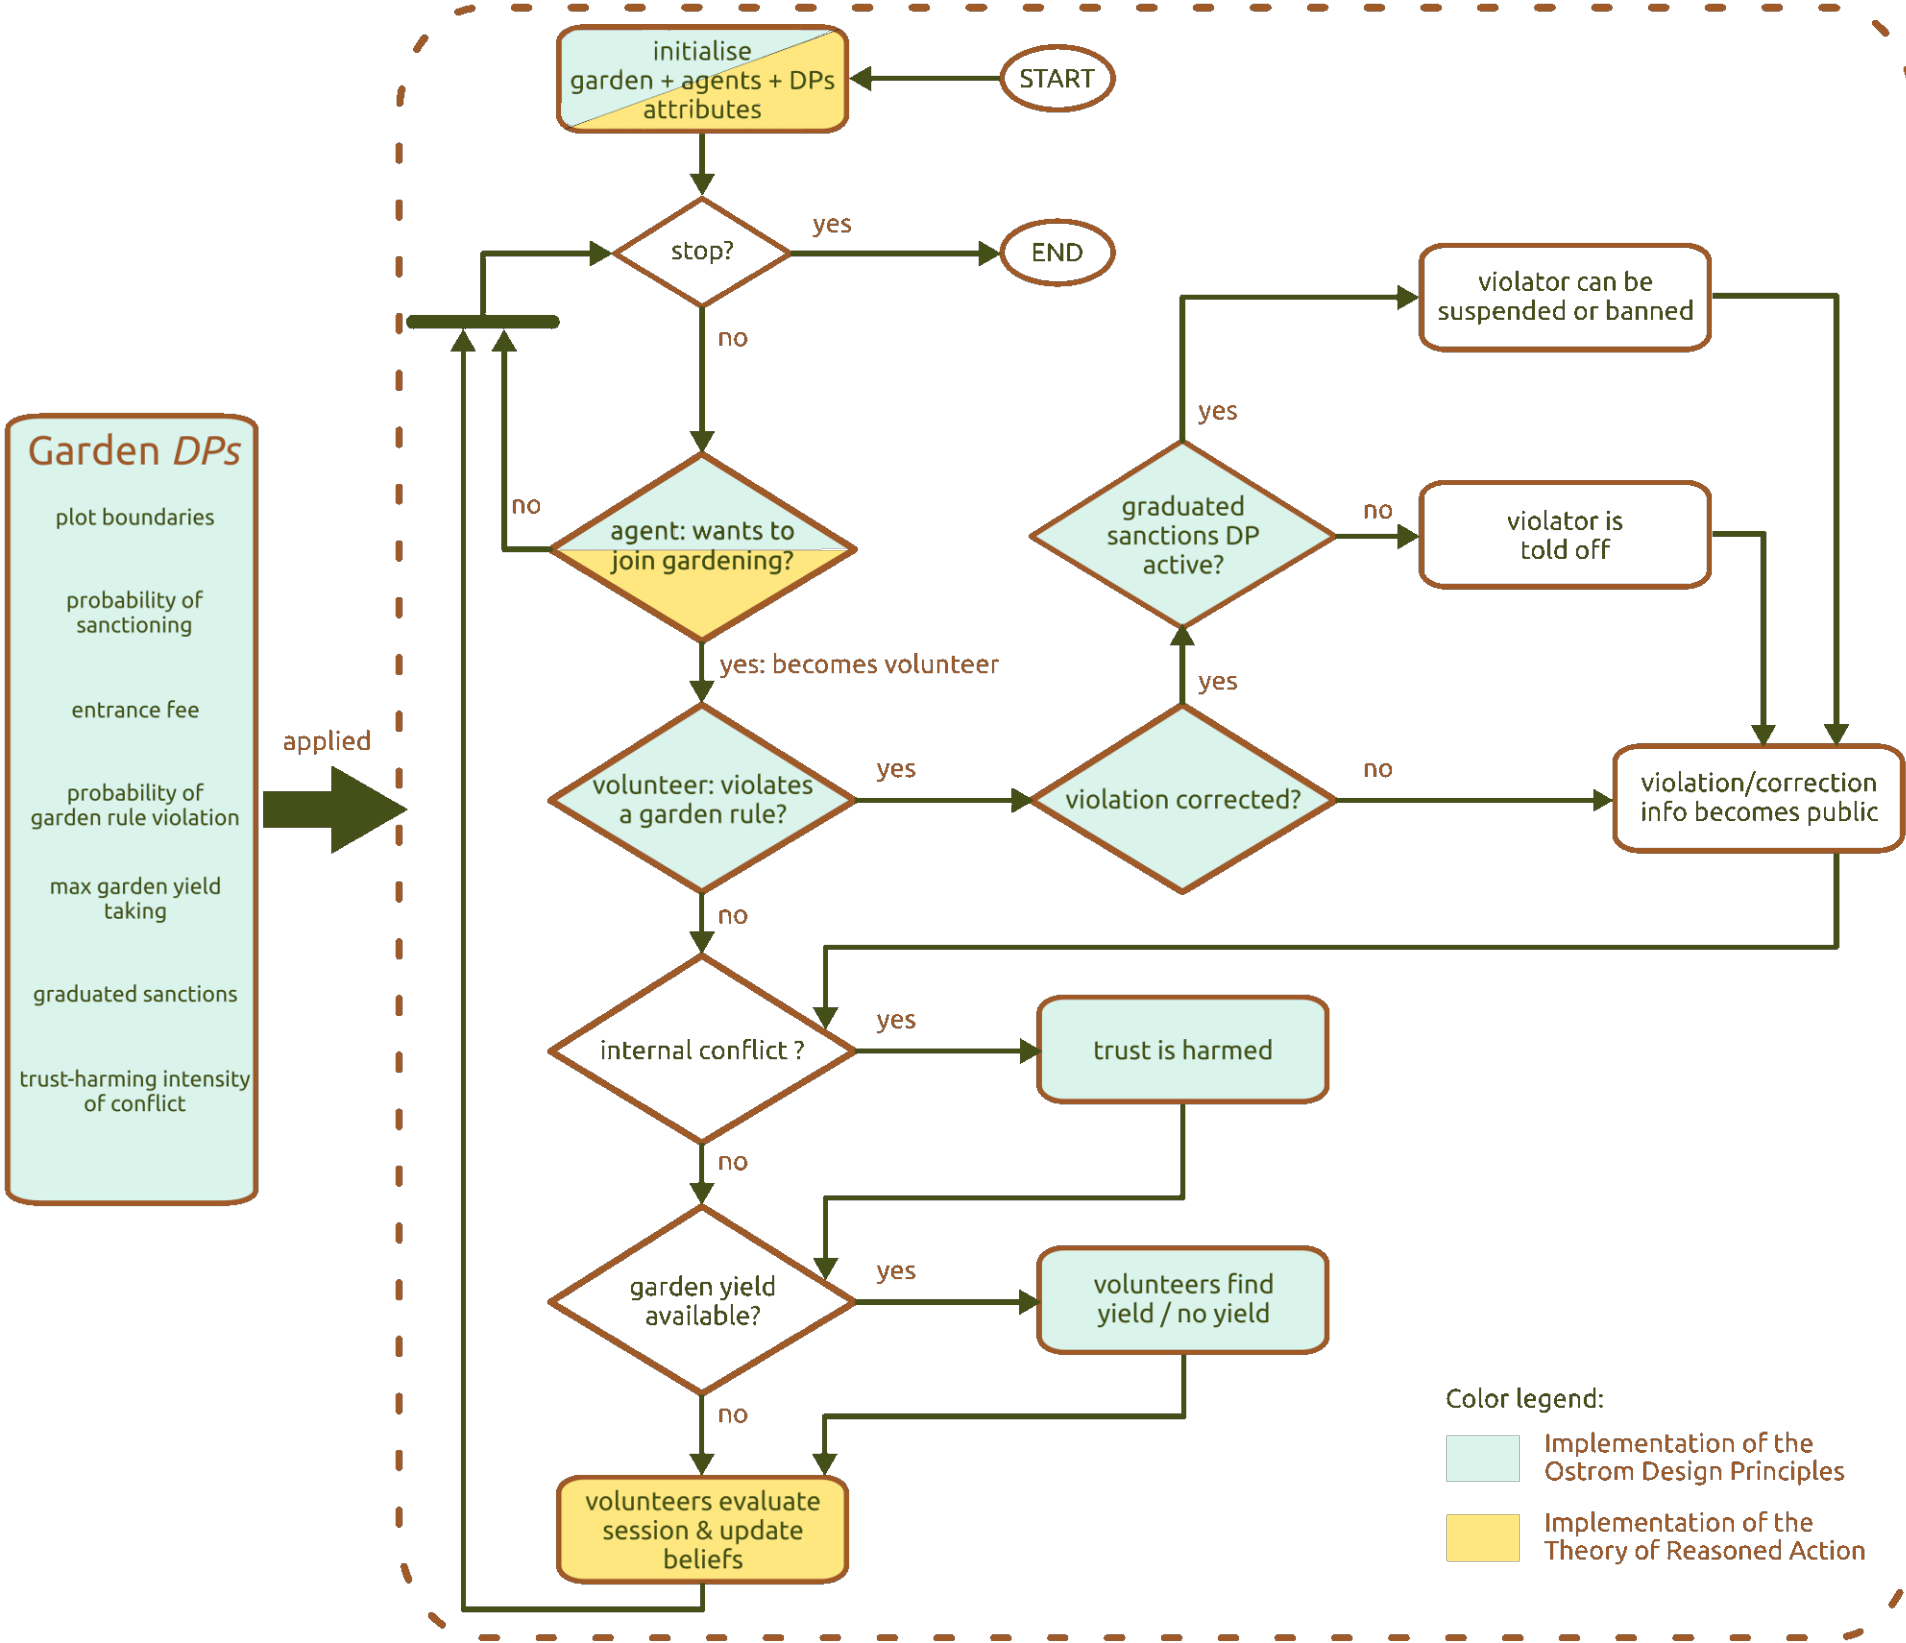 initialise
garden + agents + DPs
attributes
START
stop?
yes
END
no
violator can be
suspended or banned
yes
Garden DPs
plot boundaries
probability of
sanctioning
entrance fee
probability of
garden rule violation
max garden yield
taking
graduated sanctions
trust-harming intensity
of conflict
applied
no
agent: wants to
join gardening?
yes: becomes volunteer
graduated
sanctions DP
active?
no
violator is
told off
yes
volunteer: violates
a garden rule?
yes
violation corrected?
no
violation/correction
info becomes public
no
internal conflict ?
yes
trust is harmed
no
garden yield
available?
yes
volunteers find
yield / no yield
no
volunteers evaluate
session & update
beliefs
Color legend:
Implementation of the
Ostrom Design Principles
Implementation of the
Theory of Reasoned Action